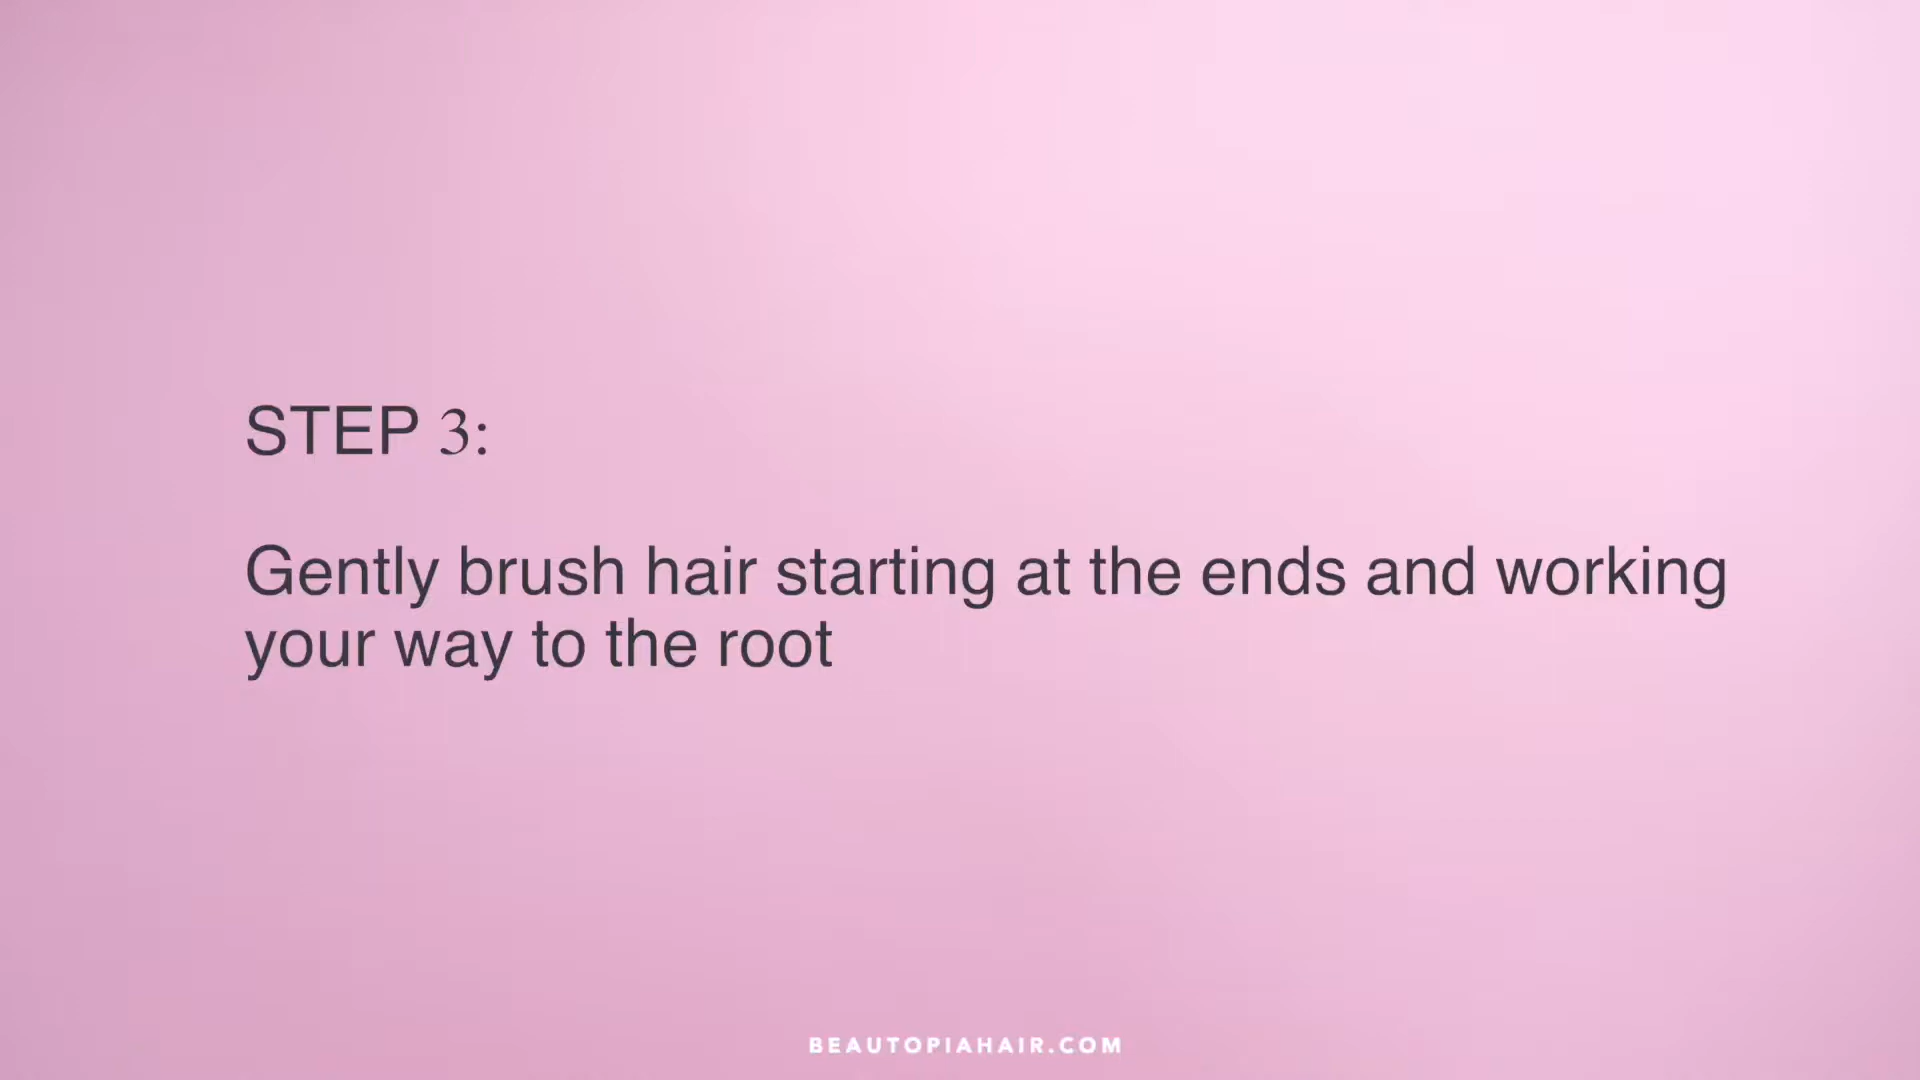 STEP 3:
Gently brush hair starting at the ends and working
your way to the root
BEAUTOPIAHAIR.COM